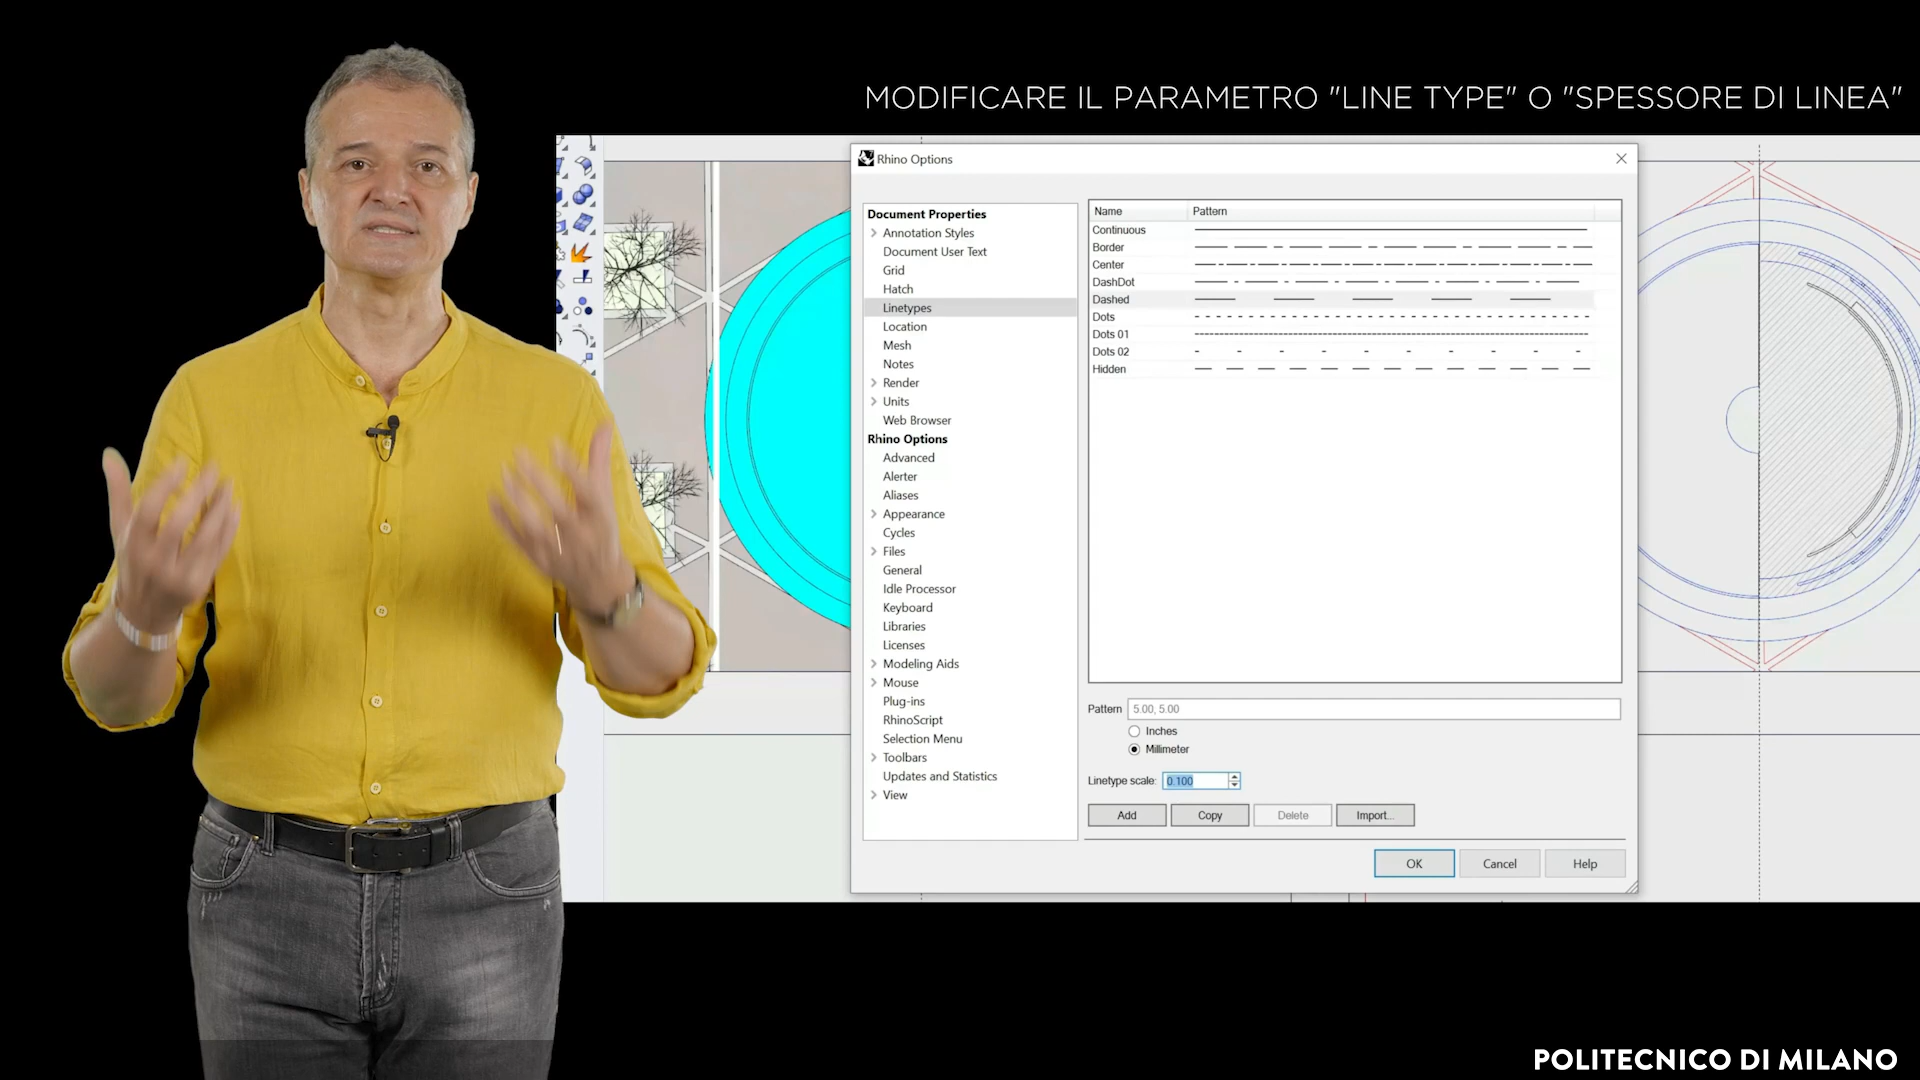 MODIFICARE IL PARAMETRO "LINE TYPE" O "SPESSORE DI LINEA"
Rhino Options
Document Properties
Annotation Styles
Document User Text
Grid
Hatch
Linetypes
Location
Mesh
Notes
Render
Units
Web Browser
Rhino Options
Advanced
Alerter
Aliases
Appearance
Cycles
Files
General
Idle Processor
Keyboard
Libraries
Licenses
Modeling Aids
Mouse
Plug-ins
RhinoScript
Selection Menu
Toolbars
Updates and Statistics
View
Name Pattern
Continuous
Border
Center
DashDot
Dashed
Dots
Dots 01
Dots 02
Hidden
Pattern 5.00, 5.00
Inches
Millimeter
Linetype scale: 0.100
Add Copy Delete Import...
OK Cancel Help
POLITECNICO DI MILANO